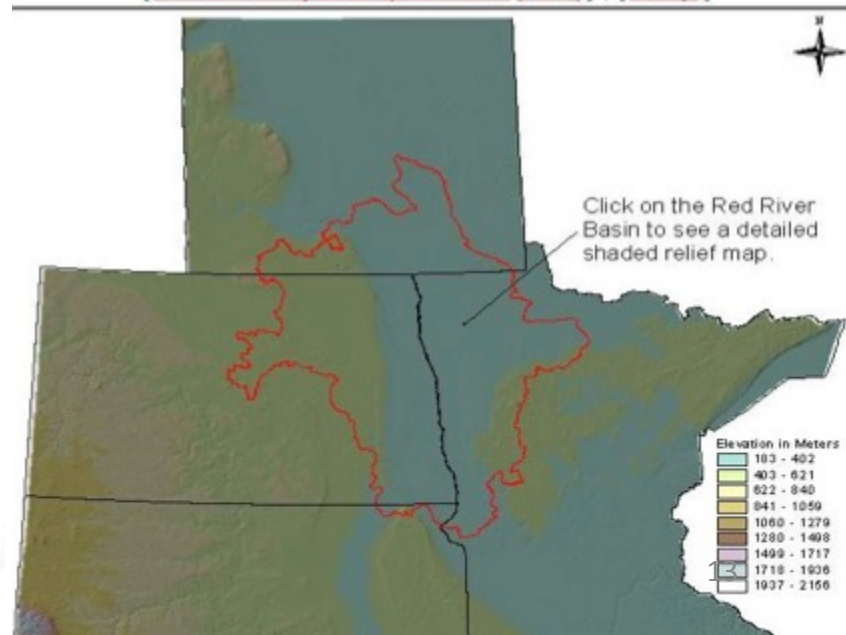 N
Click on the Red River
Basin to see a detailed
shaded relief map.
Elevation in Meters
183 - 402
403 - 621
622 - 840
841 - 1059
1060 - 1279
1280 - 1498
1499 - 1717
1718 - 1936
1937 - 2156
13